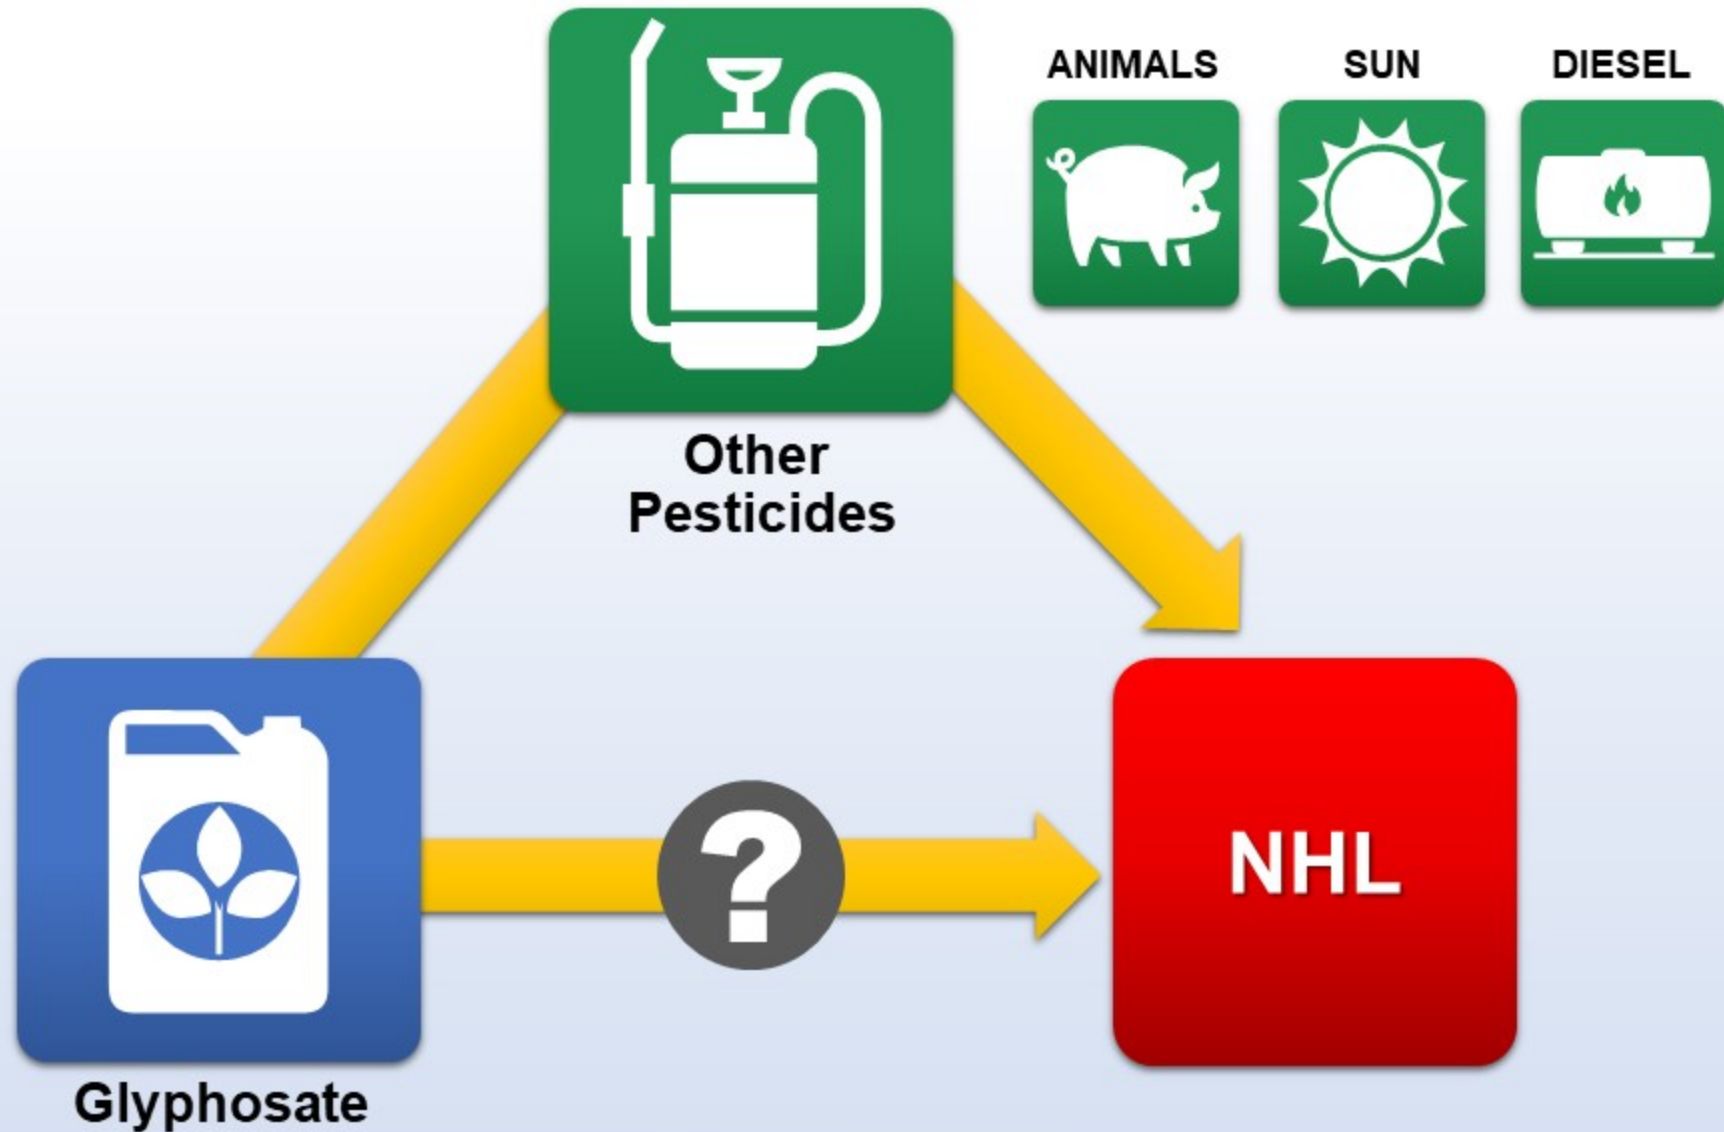 ANIMALS
SUN
DIESEL
Other
Pesticides
?
NHL
Glyphosate